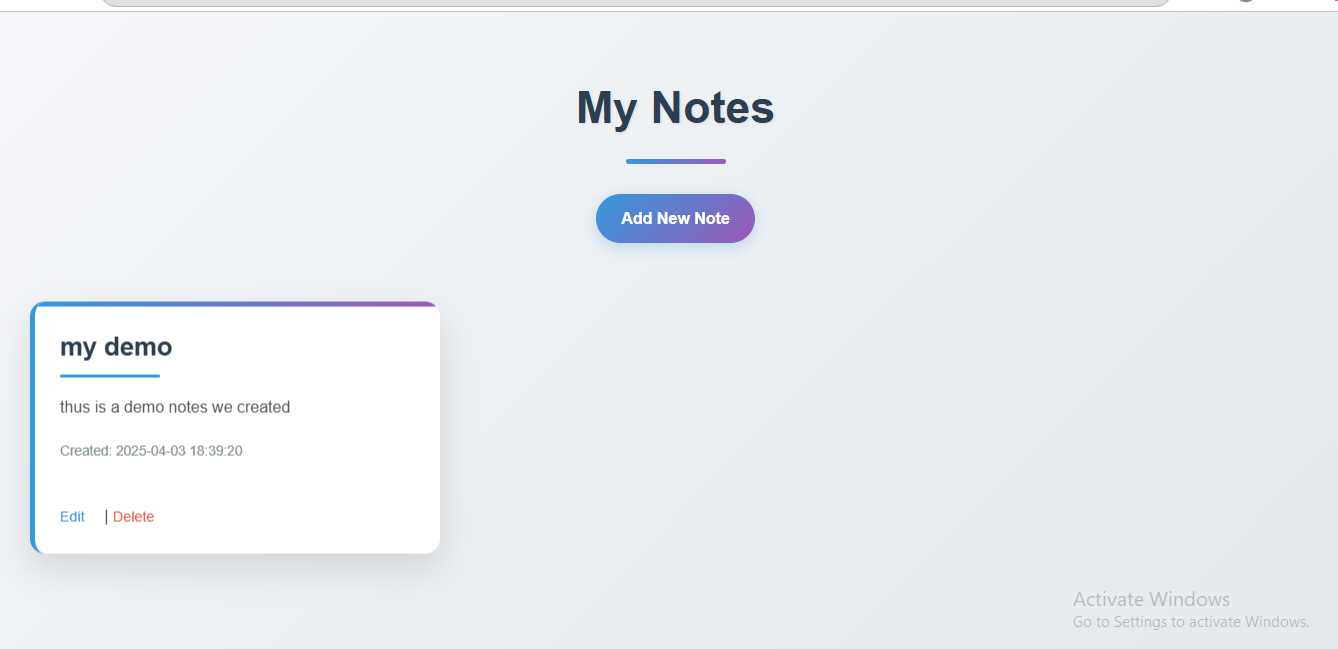 My Notes
Add New Note
my demo
thus is a demo notes we created
Created: 2025-04-03 18:39:20
Edit | Delete
Activate Windows
Go to Settings to activate Windows.